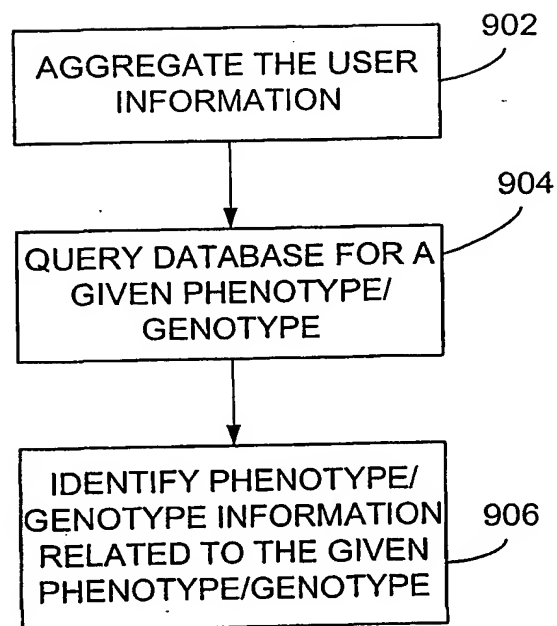 902
AGGREGATE THE USER
INFORMATION
904
QUERY DATABASE FOR A
GIVEN PHENOTYPE/
GENOTYPE
IDENTIFY PHENOTYPE/
GENOTYPE INFORMATION
RELATED TO THE GIVEN
PHENOTYPE/GENOTYPE
906